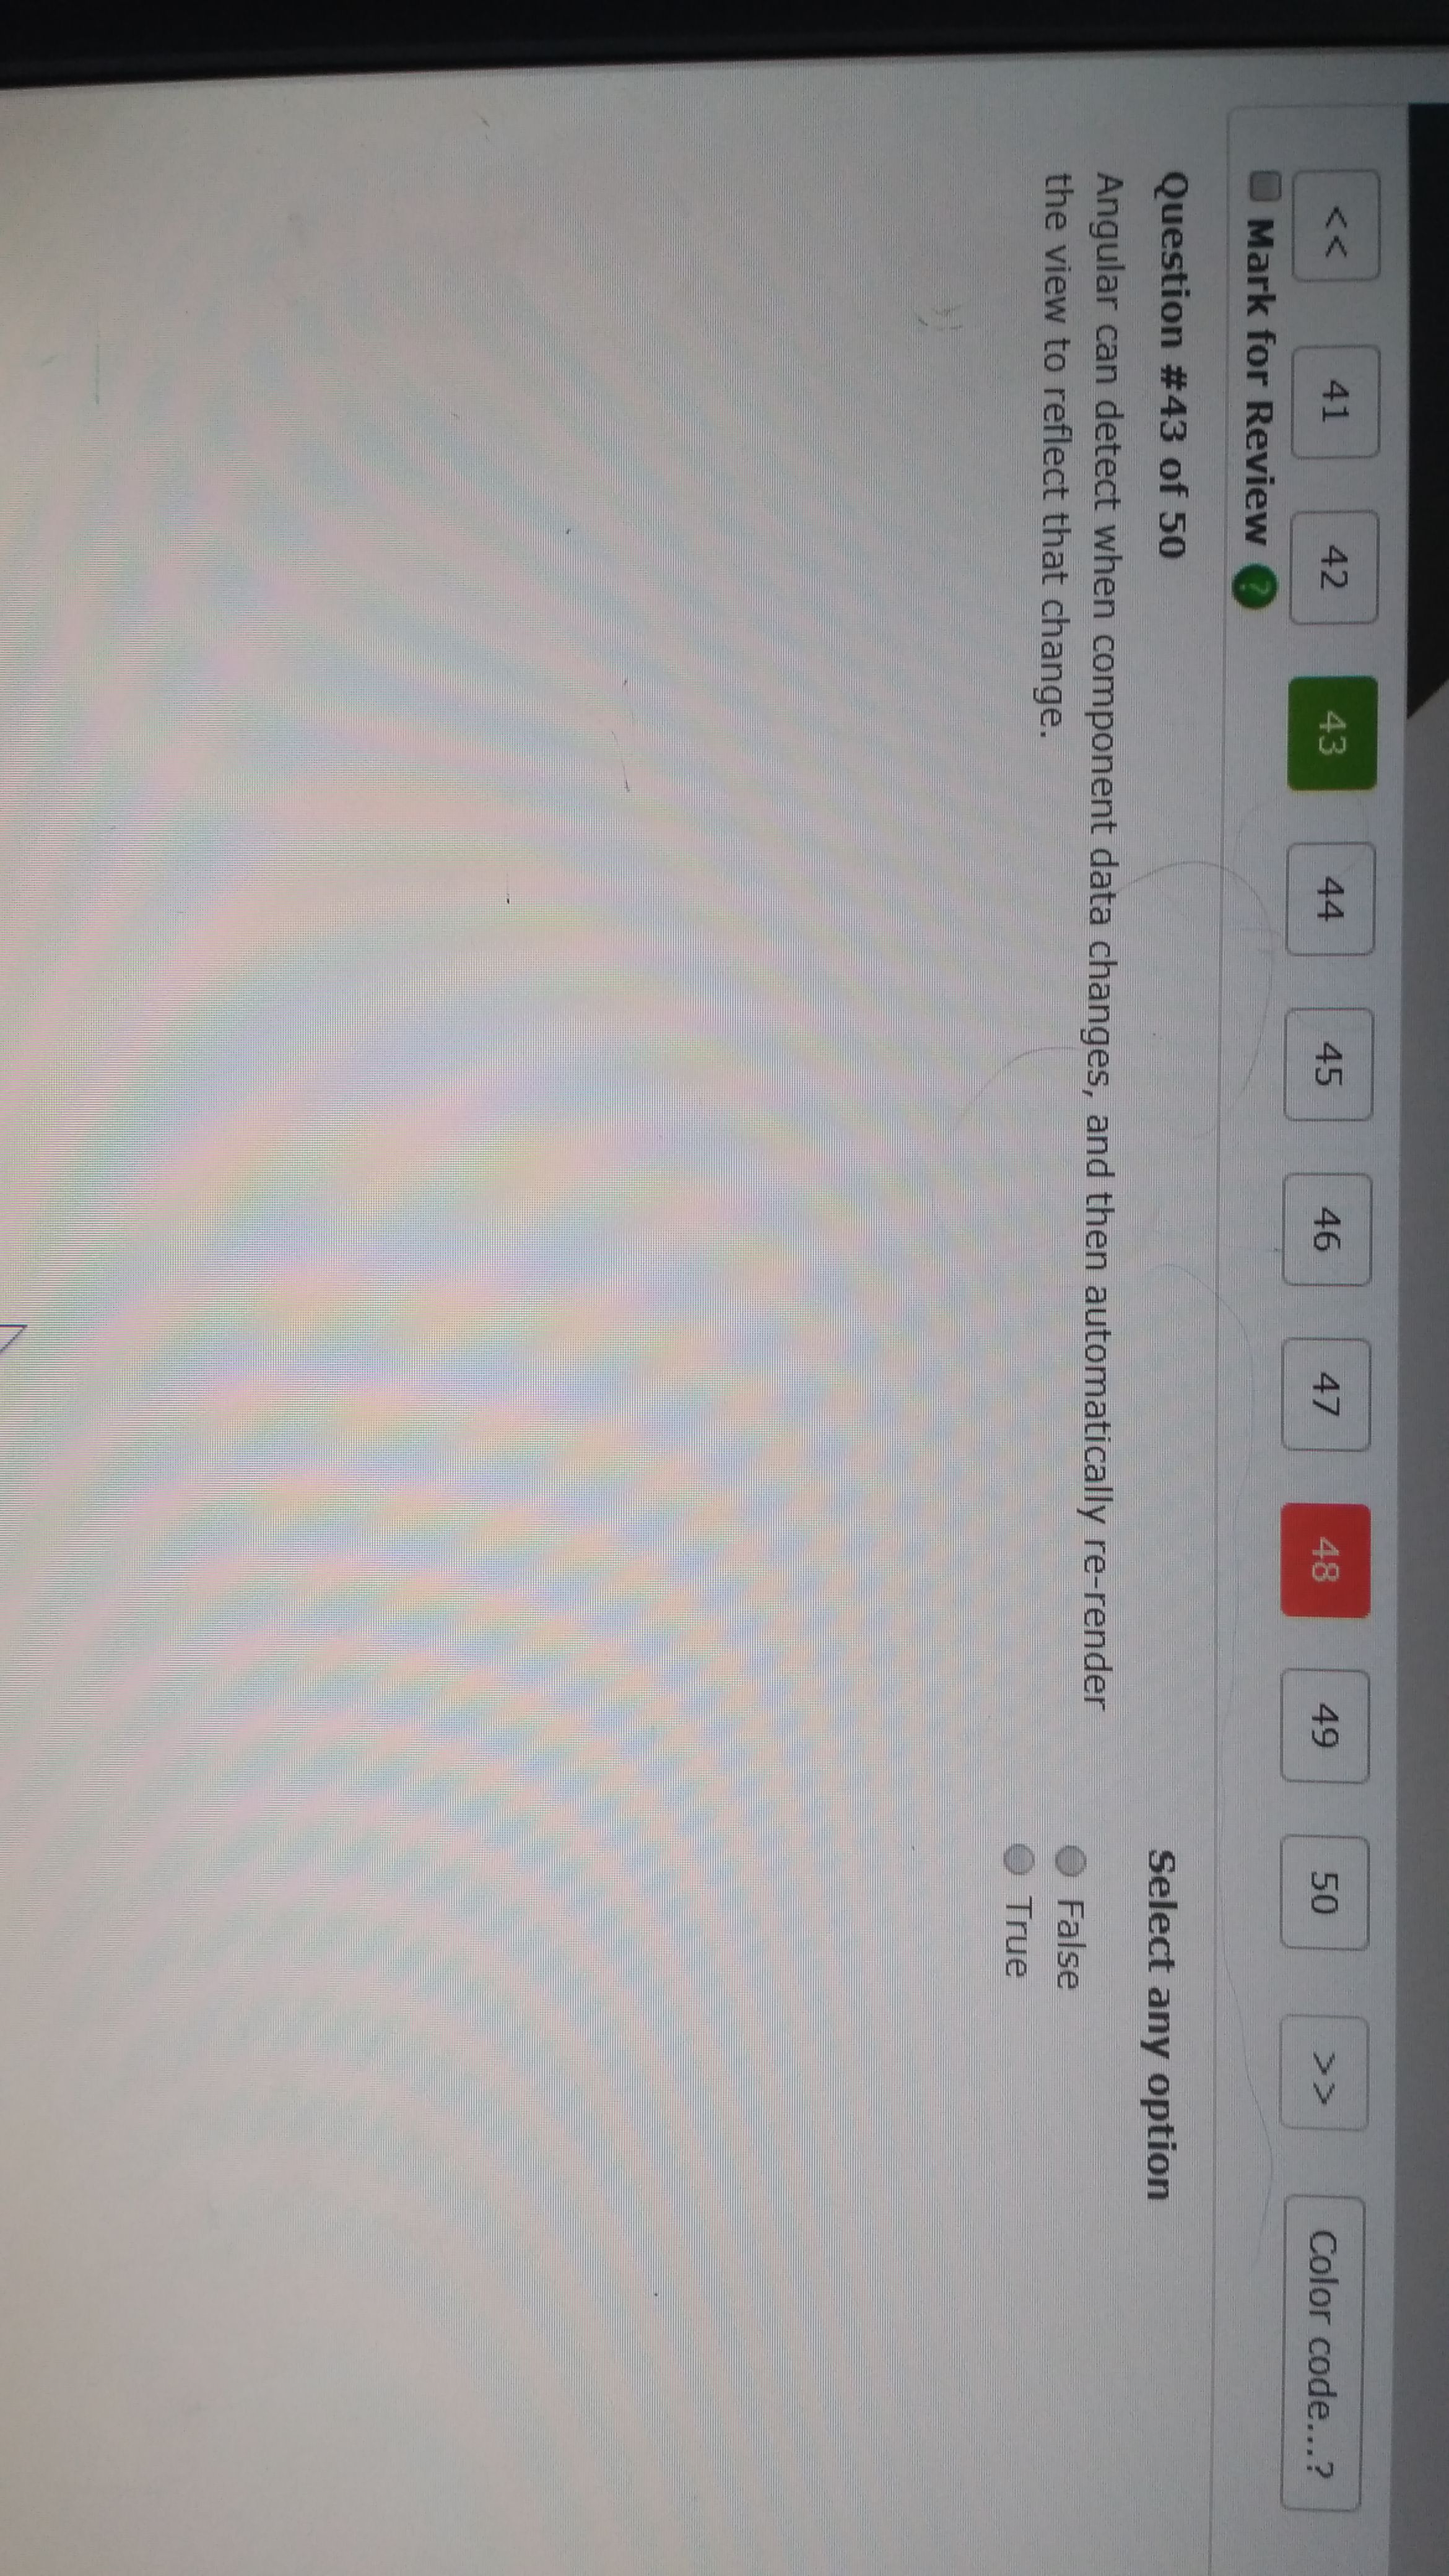 << 41 42 43 44 45 46 47 48 49 50 >> Color code...?
Mark for Review ?
Question #43 of 50
Select any option
Angular can detect when component data changes, and then automatically re-render
the view to reflect that change.
False
True